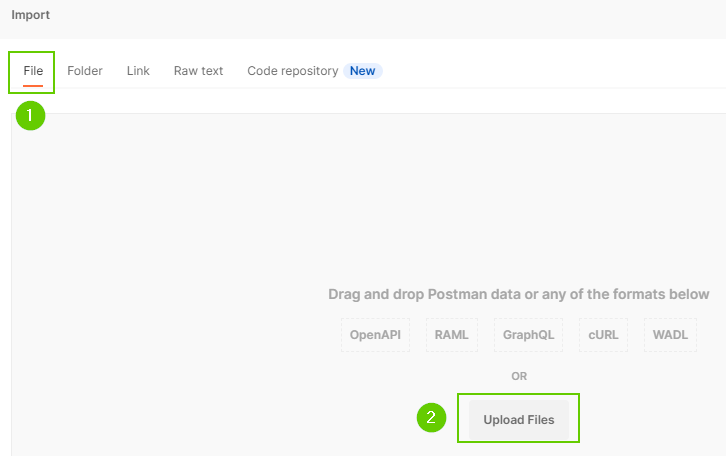 Import
File Folder Link Raw text Code repository New
1
Drag and drop Postman data or any of the formats below
OpenAPI RAML GraphQL cURL WADL
OR
2 Upload Files